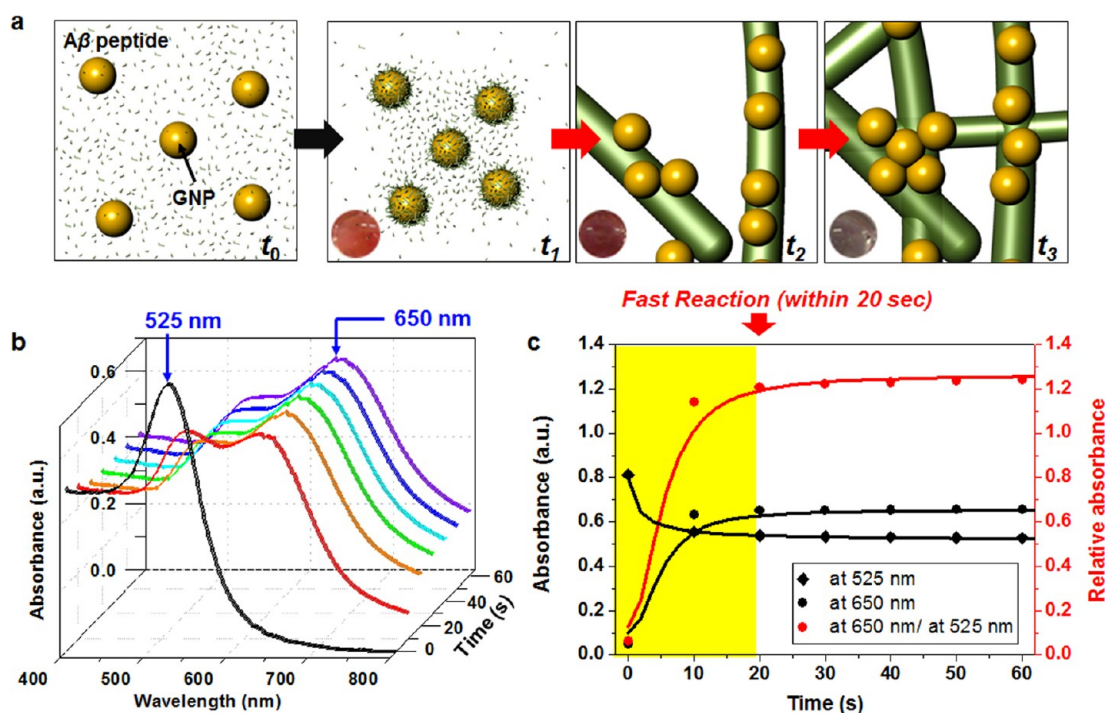 a
Aβ peptide
GNP
t0
t1
t2
t3
Fast Reaction (within 20 sec)
b
525 nm
650 nm
0.6
0.4
0.2
0.0
Absorbance (a.u.)
400 500 600 700 800
Wavelength (nm)
0
20
40
60
Time (s)
c
1.4
1.2
1.0
0.8
0.6
0.4
0.2
0.0
Absorbance (a.u.)
0 10 20 30 40 50 60
Time (s)
1.4
1.2
1.0
0.8
0.6
0.4
0.2
0.0
Relative absorbance
at 525 nm
at 650 nm
at 650 nm/ at 525 nm